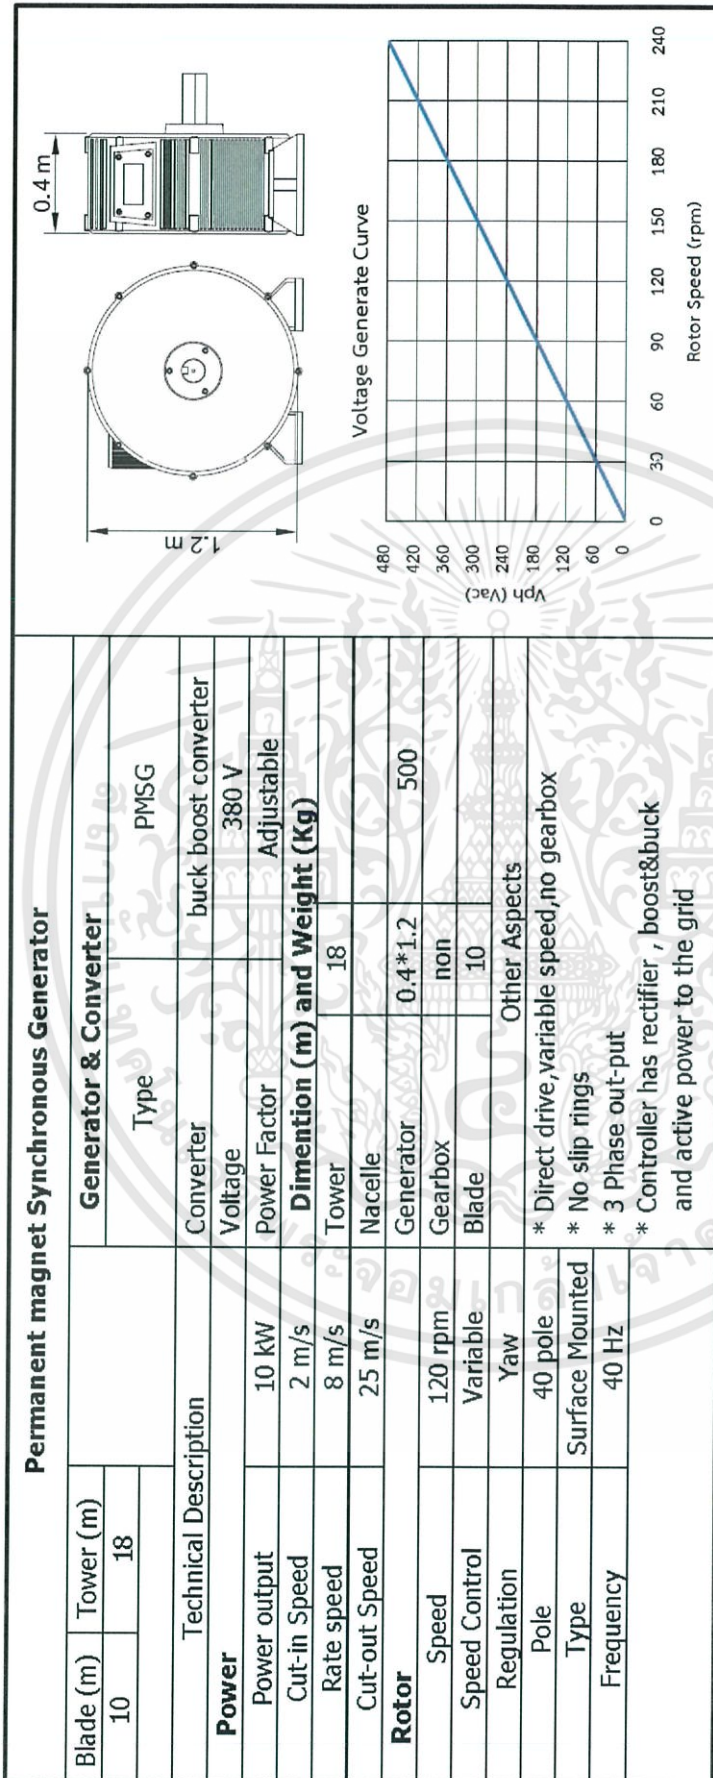 Permanent magnet Synchronous Generator
Blade (m) Tower (m) Generator & Converter
10 18 Type PMSG
Technical Description Converter buck boost converter
Power Voltage 380 V
Power output 10 kW Power Factor Adjustable
Cut-in Speed 2 m/s Dimention (m) and Weight (Kg)
Rate speed 8 m/s Tower 18
Cut-out Speed 25 m/s Nacelle
Rotor Generator 0.4*1.2 500
Speed 120 rpm Gearbox non
Speed Control Variable Blade 10
Regulation Yaw Other Aspects
Pole 40 pole * Direct drive,variable speed,no gearbox
Type Surface Mounted * No slip rings
Frequency 40 Hz * 3 Phase out-put
* Controller has rectifier , boost&buck
and active power to the grid
1.2 m
0.4 m
Voltage Generate Curve
Vph (Vac)
480
420
360
300
240
180
120
60
0
0 30 60 90 120 150 180 210 240
Rotor Speed (rpm)